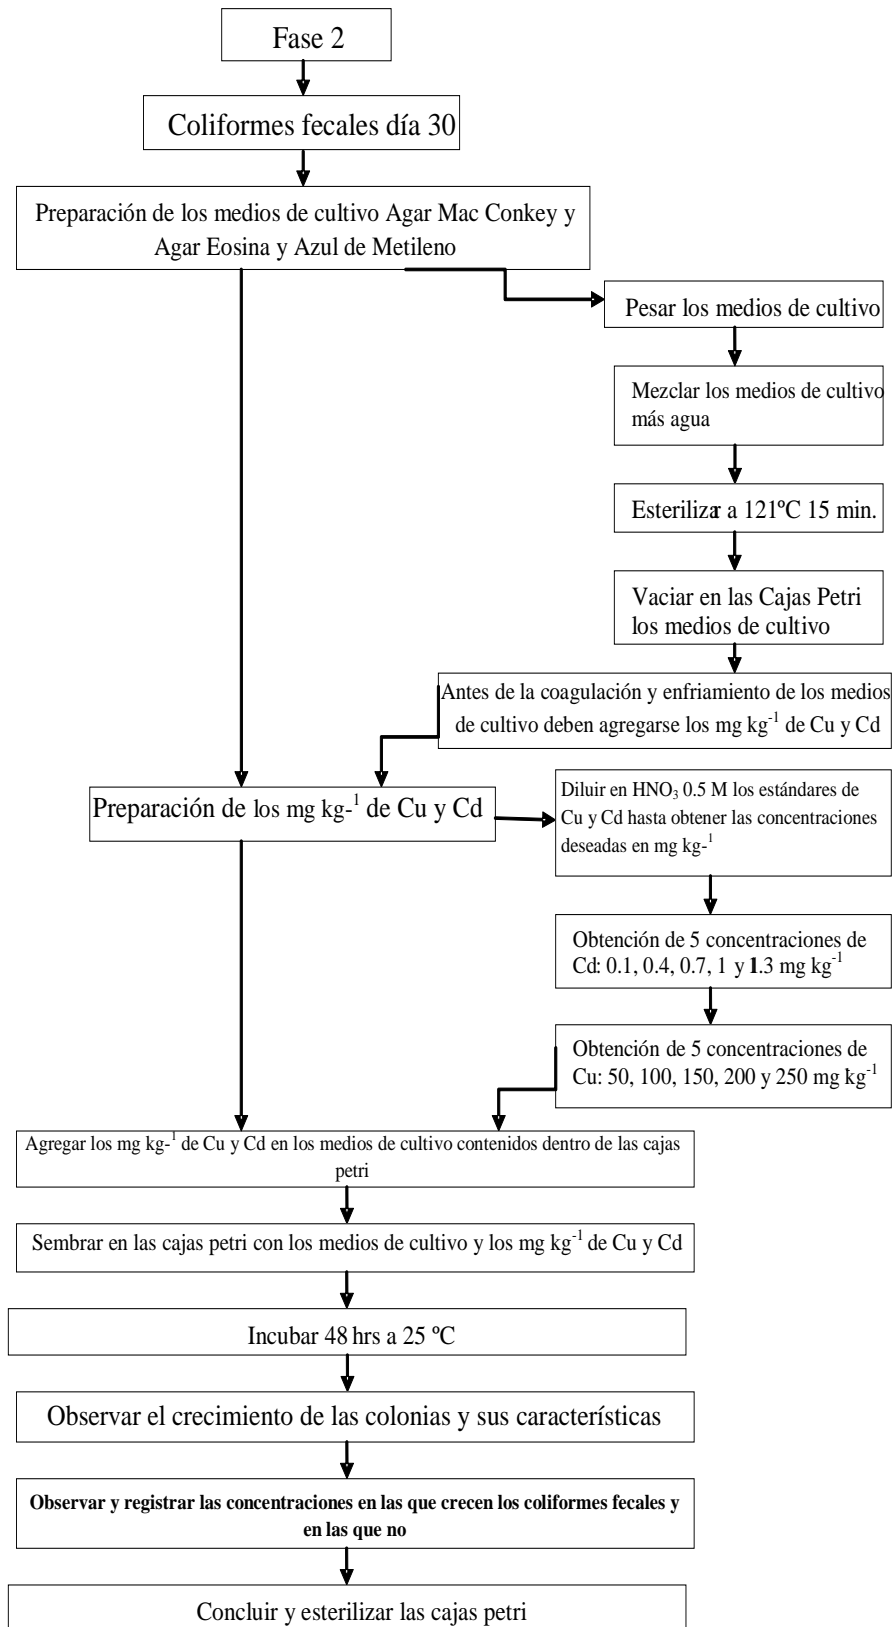 Fase 2
Coliformes fecales día 30
Preparación de los medios de cultivo Agar Mac Conkey y
Agar Eosina y Azul de Metileno
Pesar los medios de cultivo
Mezclar los medios de cultivo
más agua
Esterilizar a 121ºC 15 min.
Vaciar en las Cajas Petri
los medios de cultivo
Antes de la coagulación y enfriamiento de los medios
de cultivo deben agregarse los mg kg⁻¹ de Cu y Cd
Preparación de los mg kg-¹ de Cu y Cd
Diluir en HNO₃ 0.5 M los estándares de
Cu y Cd hasta obtener las concentraciones
deseadas en mg kg-¹
Obtención de 5 concentraciones de
Cd: 0.1, 0.4, 0.7, 1 y 1.3 mg kg⁻¹
Obtención de 5 concentraciones de
Cu: 50, 100, 150, 200 y 250 mg kg⁻¹
Agregar los mg kg-¹ de Cu y Cd en los medios de cultivo contenidos dentro de las cajas
petri
Sembrar en las cajas petri con los medios de cultivo y los mg kg⁻¹ de Cu y Cd
Incubar 48 hrs a 25 ºC
Observar el crecimiento de las colonias y sus características
Observar y registrar las concentraciones en las que crecen los coliformes fecales y
en las que no
Concluir y esterilizar las cajas petri